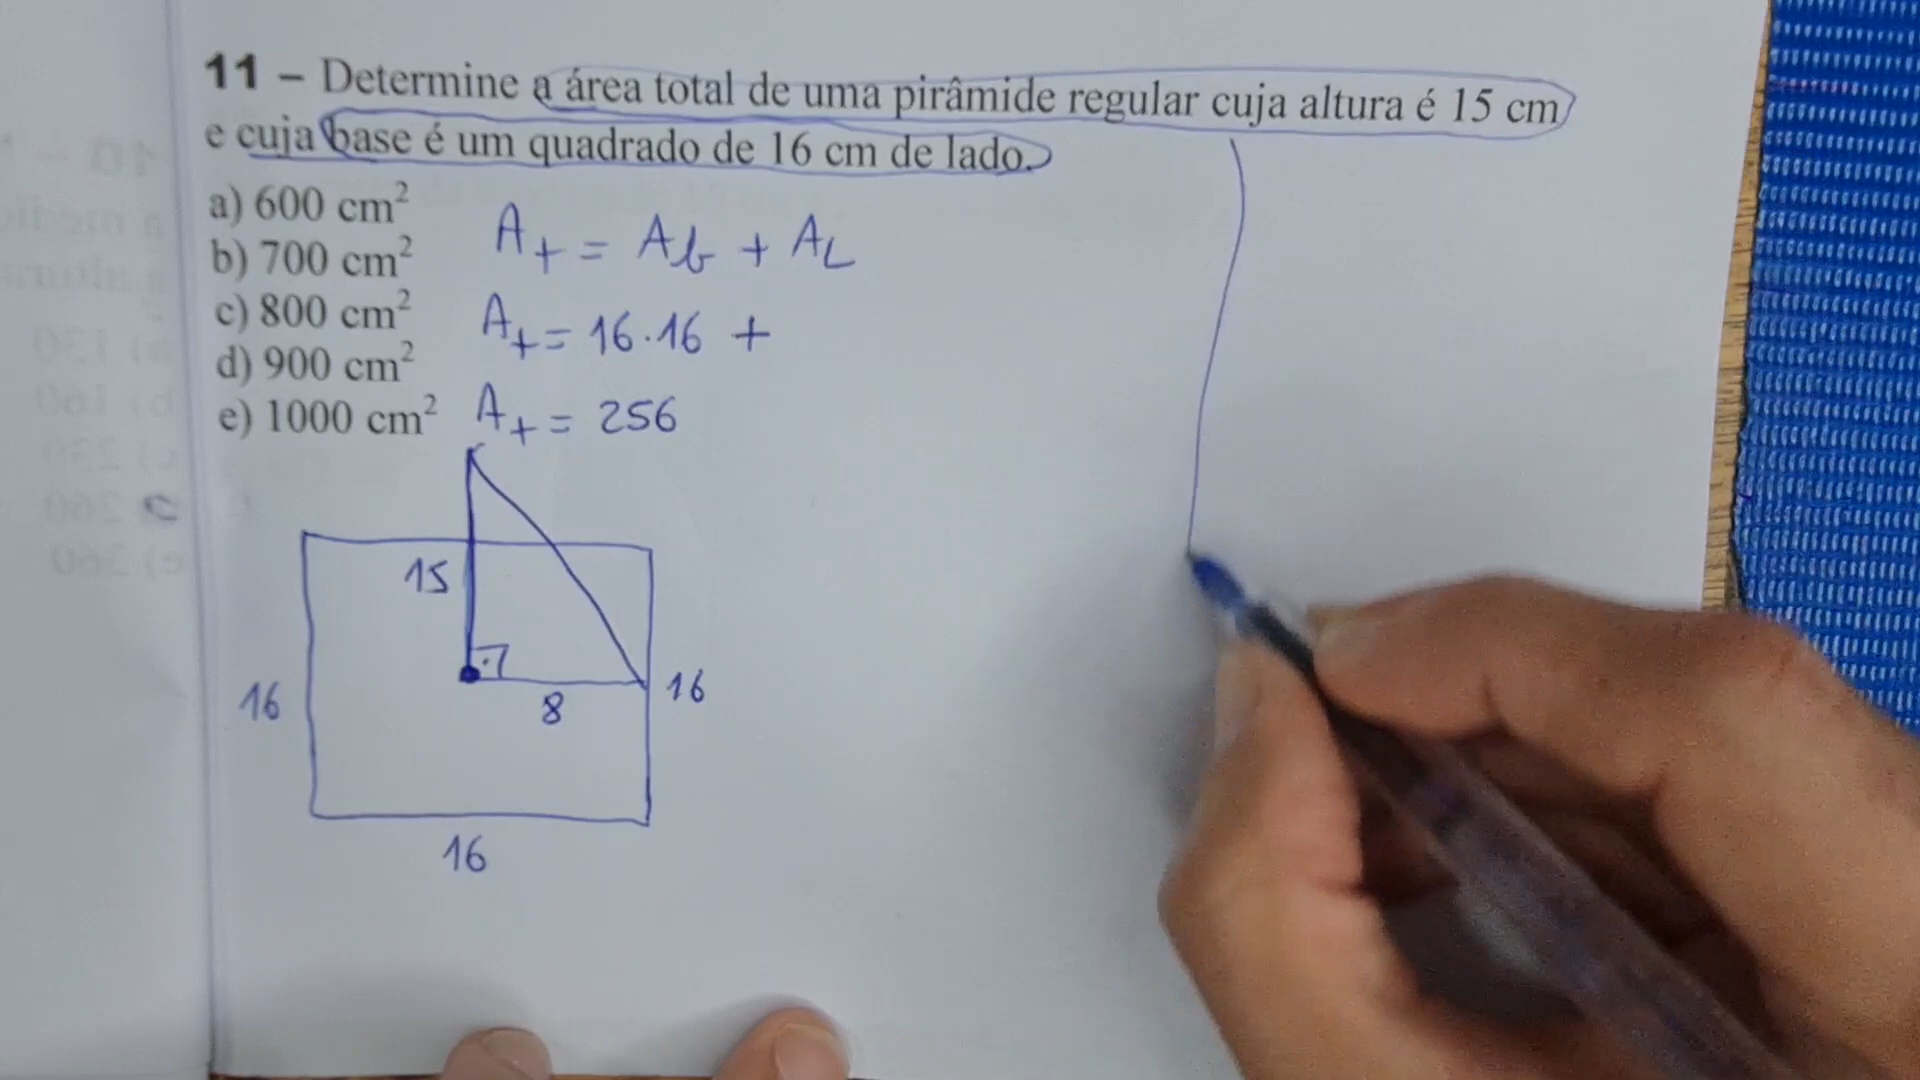 11 – Determine a área total de uma pirâmide regular cuja altura é 15 cm
e cuja base é um quadrado de 16 cm de lado.
a) 600 cm²
b) 700 cm²
c) 800 cm²
d) 900 cm²
e) 1000 cm²
A+ = Ab + AL
A+ = 16.16 +
A+ = 256
15
16
8
16
16